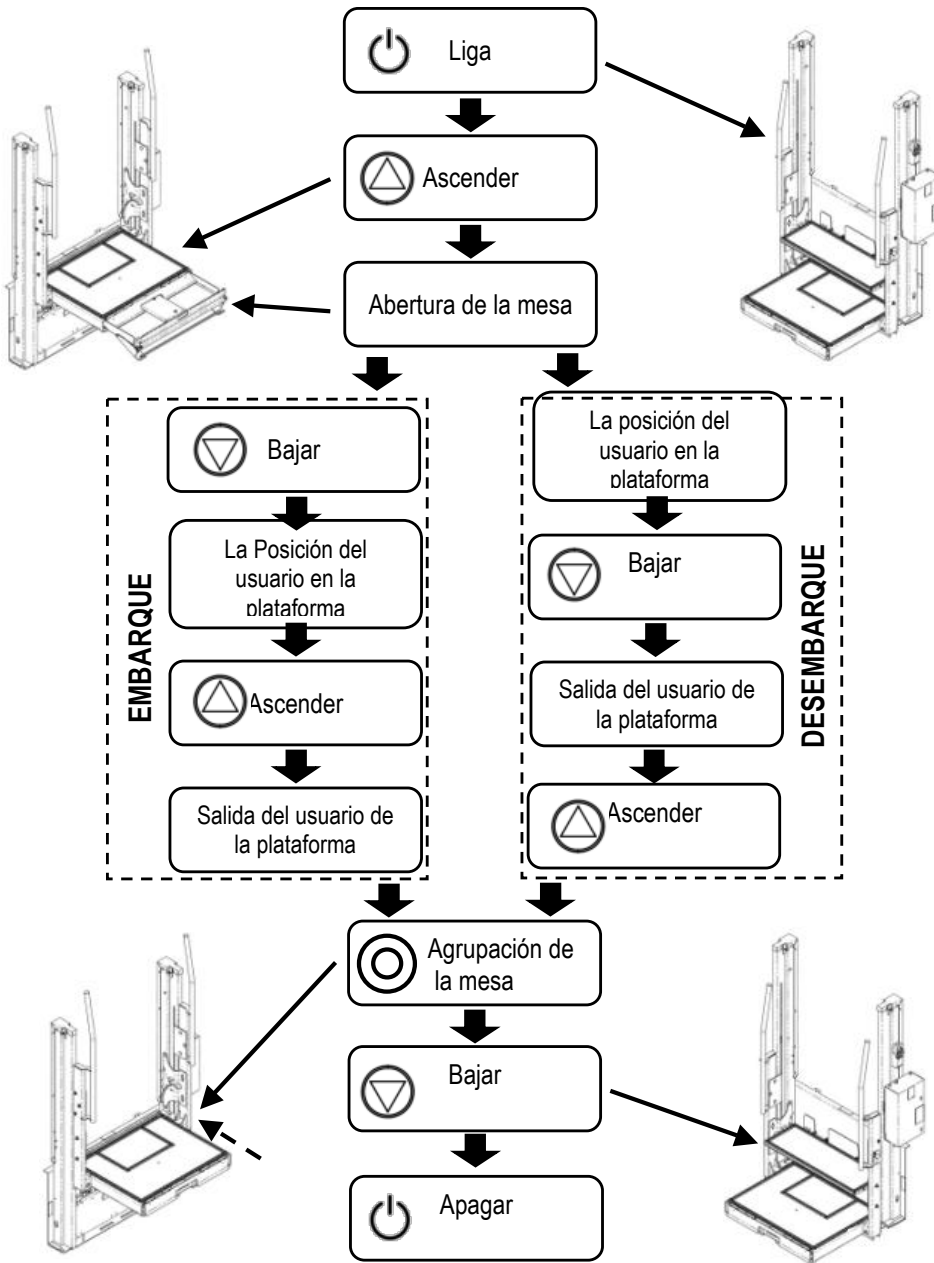 Liga
Ascender
Abertura de la mesa
EMBARQUE
Bajar
La Posición del
usuario en la
plataforma
Ascender
Salida del usuario de
la plataforma
La posición del
usuario en la
plataforma
Bajar
Salida del usuario de
la plataforma
Ascender
DESEMBARQUE
Agrupación de
la mesa
Bajar
Apagar